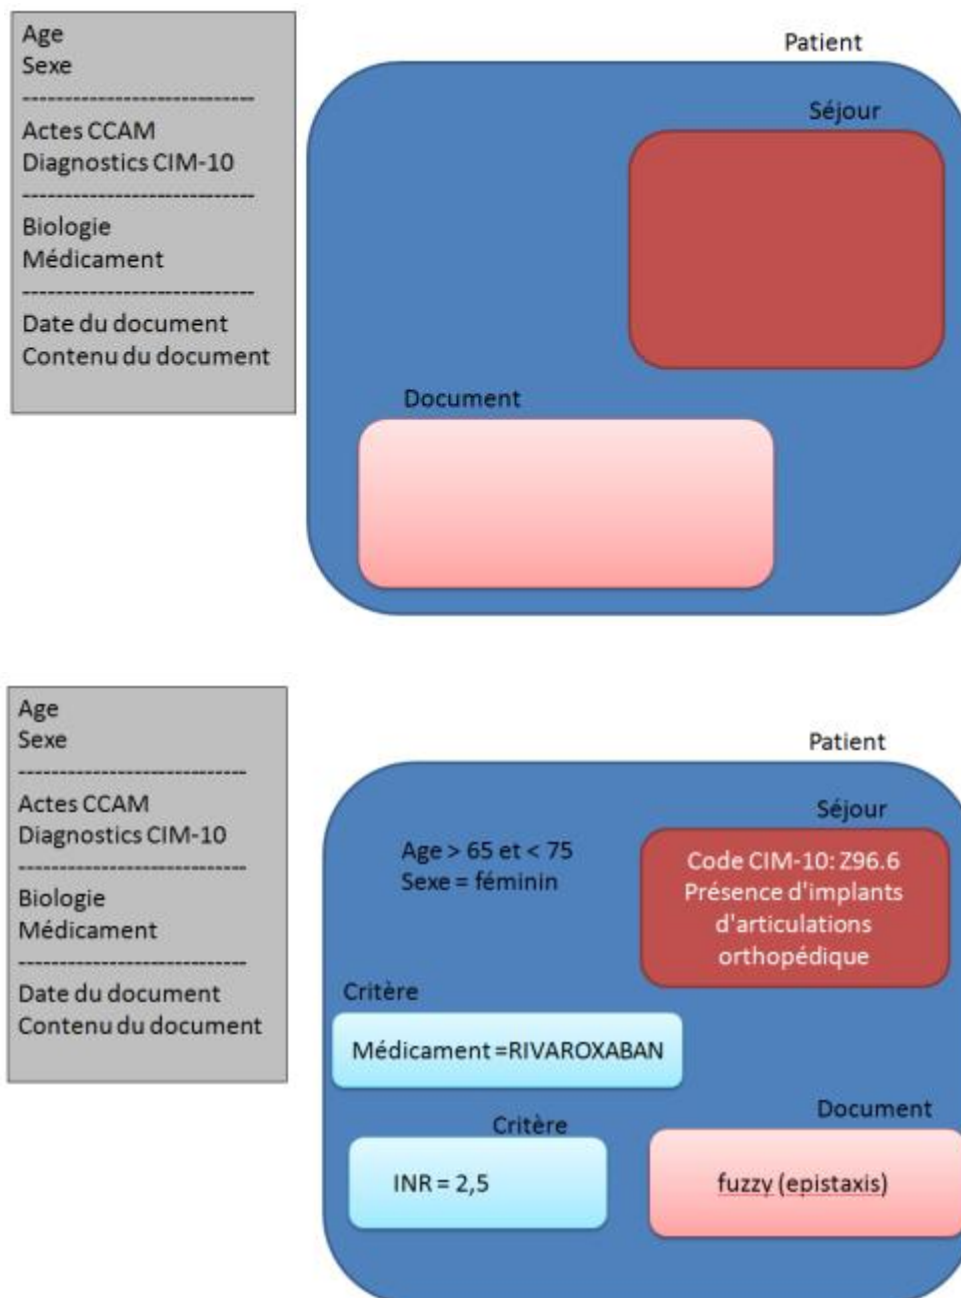 Age
Sexe
----------------------------
Actes CCAM
Diagnostics CIM-10
----------------------------
Biologie
Médicament
----------------------------
Date du document
Contenu du document
Patient
Séjour
Document
Age
Sexe
----------------------------
Actes CCAM
Diagnostics CIM-10
----------------------------
Biologie
Médicament
----------------------------
Date du document
Contenu du document
Patient
Séjour
Age > 65 et < 75
Sexe = féminin
Code CIM-10: Z96.6
Présence d'implants
d'articulations
orthopédique
Critère
Médicament =RIVAROXABAN
Critère
INR = 2,5
Document
fuzzy (epistaxis)